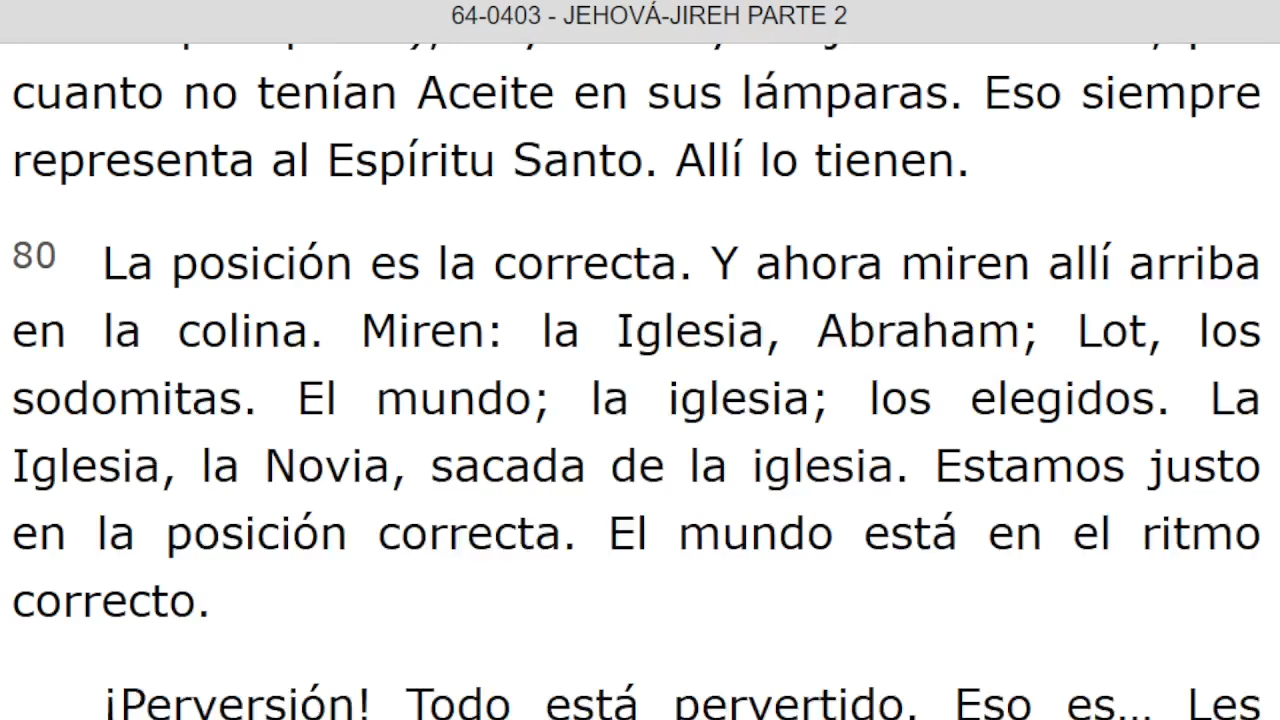 64-0403 - JEHOVÁ-JIREH PARTE 2
cuanto no tenían Aceite en sus lámparas. Eso siempre
representa al Espíritu Santo. Allí lo tienen.
80 La posición es la correcta. Y ahora miren allí arriba
en la colina. Miren: la Iglesia, Abraham; Lot, los
sodomitas. El mundo; la iglesia; los elegidos. La
Iglesia, la Novia, sacada de la iglesia. Estamos justo
en la posición correcta. El mundo está en el ritmo
correcto.
¡Perversión! Todo está pervertido. Eso es… Les